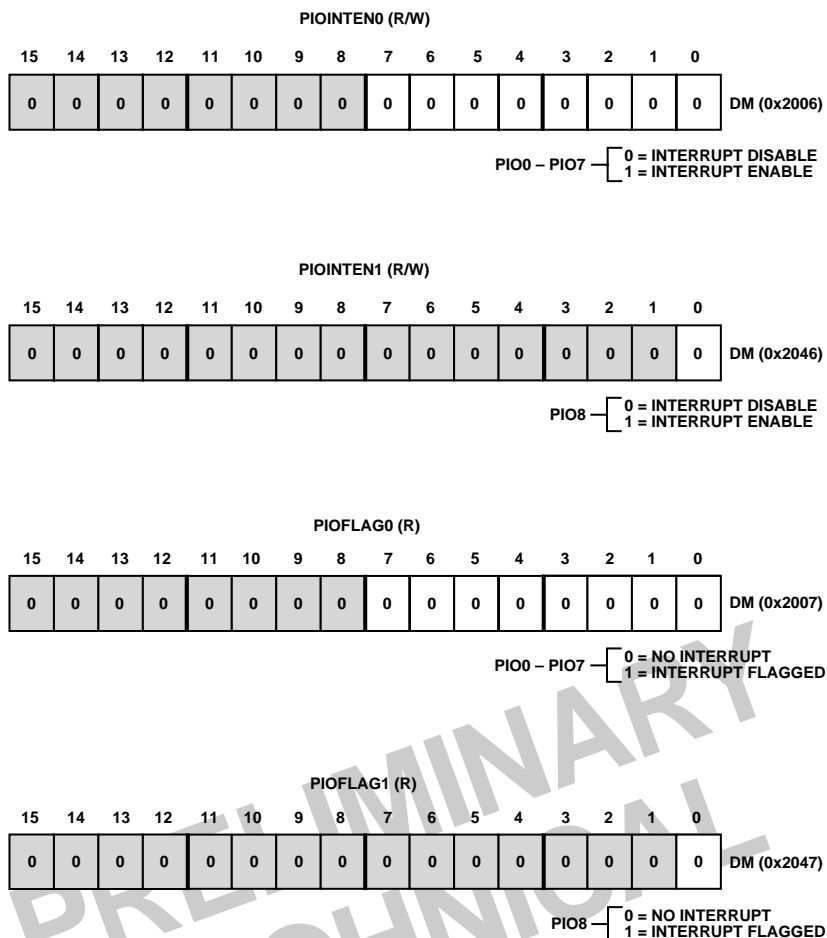 PIOINTEN0 (R/W)
15 14 13 12 11 10 9 8 7 6 5 4 3 2 1 0
0 0 0 0 0 0 0 0 0 0 0 0 0 0 0 0 DM (0x2006)
PIO0 – PIO7
0 = INTERRUPT DISABLE
1 = INTERRUPT ENABLE
PIOINTEN1 (R/W)
15 14 13 12 11 10 9 8 7 6 5 4 3 2 1 0
0 0 0 0 0 0 0 0 0 0 0 0 0 0 0 0 DM (0x2046)
PIO8
0 = INTERRUPT DISABLE
1 = INTERRUPT ENABLE
PIOFLAG0 (R)
15 14 13 12 11 10 9 8 7 6 5 4 3 2 1 0
0 0 0 0 0 0 0 0 0 0 0 0 0 0 0 0 DM (0x2007)
PIO0 – PIO7
0 = NO INTERRUPT
1 = INTERRUPT FLAGGED
PIOFLAG1 (R)
15 14 13 12 11 10 9 8 7 6 5 4 3 2 1 0
0 0 0 0 0 0 0 0 0 0 0 0 0 0 0 0 DM (0x2047)
PIO8
0 = NO INTERRUPT
1 = INTERRUPT FLAGGED
PRELIMINARY
TECHNICAL